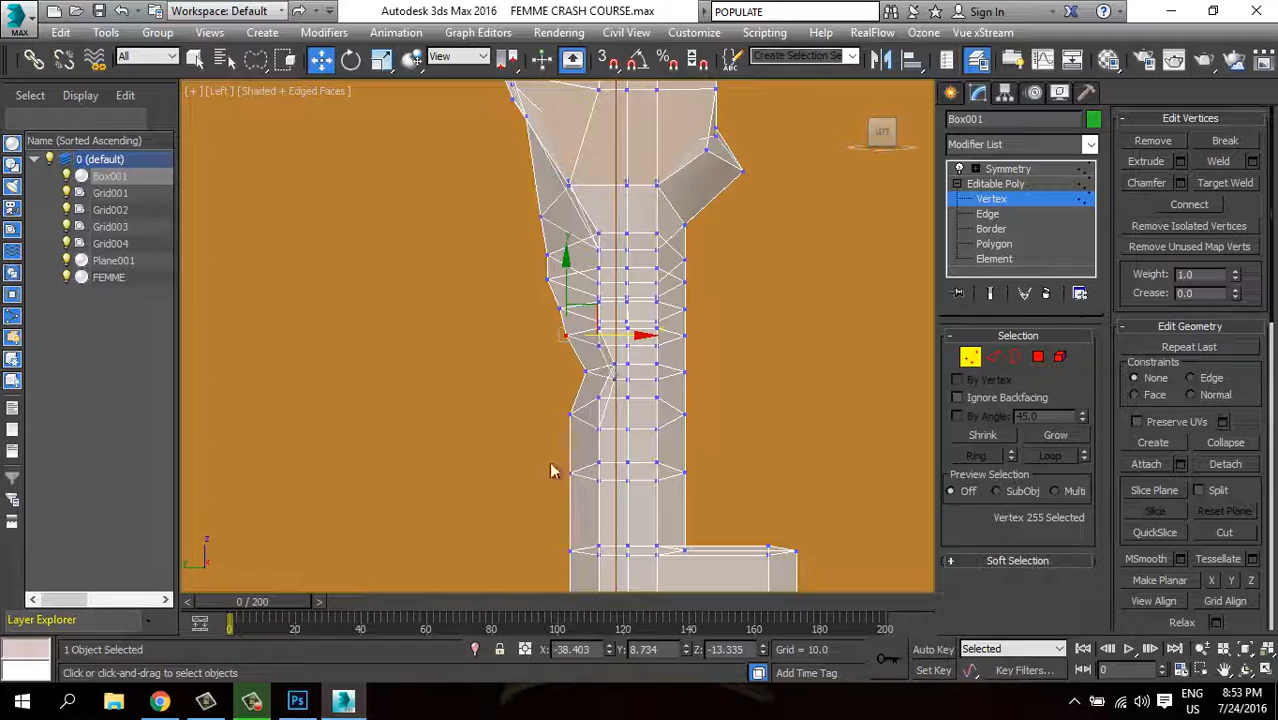 MAX
Workspace: Default
Autodesk 3ds Max 2016
FEMME CRASH COURSE.max
POPULATE
Sign In
Edit
Tools
Group
Views
Create
Modifiers
Animation
Graph Editors
Rendering
Civil View
Customize
Scripting
Help
RealFlow
Ozone
Vue xStream
All
View
Create Selection Se
Select
Display
Edit
Name (Sorted Ascending)
0 (default)
Box001
Grid001
Grid002
Grid003
Grid004
Plane001
FEMME
Layer Explorer
[+] [Left] [Shaded + Edged Faces]
LEFT
Box001
Modifier List
Symmetry
Editable Poly
Vertex
Edge
Border
Polygon
Element
Selection
By Vertex
Ignore Backfacing
By Angle: 45.0
Shrink
Grow
Ring
Loop
Preview Selection
Off
SubObj
Multi
Vertex 255 Selected
Soft Selection
Edit Vertices
Remove
Break
Extrude
Weld
Chamfer
Target Weld
Connect
Remove Isolated Vertices
Remove Unused Map Verts
Weight: 1.0
Crease: 0.0
Edit Geometry
Repeat Last
Constraints
None
Edge
Face
Normal
Preserve UVs
Create
Collapse
Attach
Detach
Slice Plane
Split
Slice
Reset Plane
QuickSlice
Cut
MSmooth
Tessellate
Make Planar
X
Y
Z
View Align
Grid Align
Relax
0 / 200
0
20
40
60
80
100
120
140
160
180
200
1 Object Selected
X: -38.403
Y: 8.734
Z: -13.335
Grid = 10.0
Click or click-and-drag to select objects
Add Time Tag
Auto Key
Selected
Set Key
Key Filters...
0
ENG
US
8:53 PM
7/24/2016